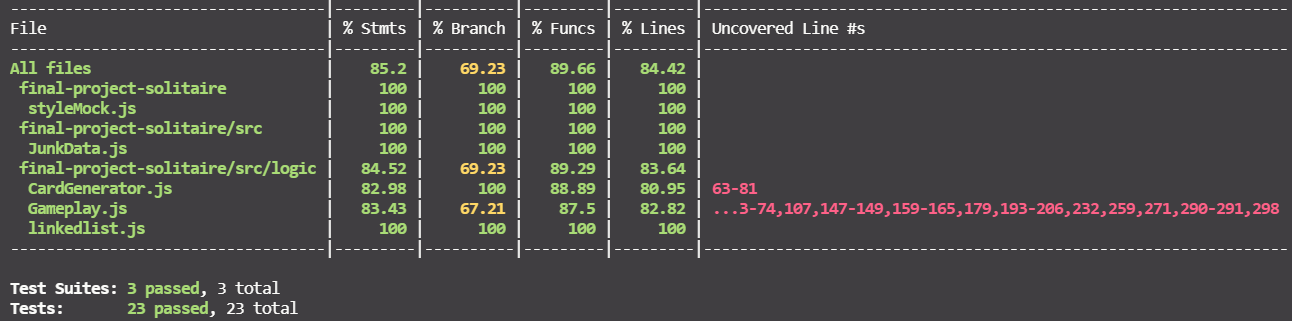 --------------------------------|---------|----------|---------|---------|---------------------------------------------------------
File                            | % Stmts | % Branch | % Funcs | % Lines | Uncovered Line #s
--------------------------------|---------|----------|---------|---------|---------------------------------------------------------
All files                       |    85.2 |    69.23 |   89.66 |   84.42 |
 final-project-solitaire        |     100 |      100 |     100 |     100 |
  styleMock.js                  |     100 |      100 |     100 |     100 |
 final-project-solitaire/src    |     100 |      100 |     100 |     100 |
  JunkData.js                   |     100 |      100 |     100 |     100 |
 final-project-solitaire/src/logic |   84.52 |    69.23 |   89.29 |   83.64 |
  CardGenerator.js              |   82.98 |      100 |   88.89 |   80.95 | 63-81
  Gameplay.js                   |   83.43 |    67.21 |    87.5 |   82.82 | ...3-74,107,147-149,159-165,179,193-206,232,259,271,290-291,298
  linkedlist.js                 |     100 |      100 |     100 |     100 |
--------------------------------|---------|----------|---------|---------|---------------------------------------------------------
Test Suites: 3 passed, 3 total
Tests:       23 passed, 23 total